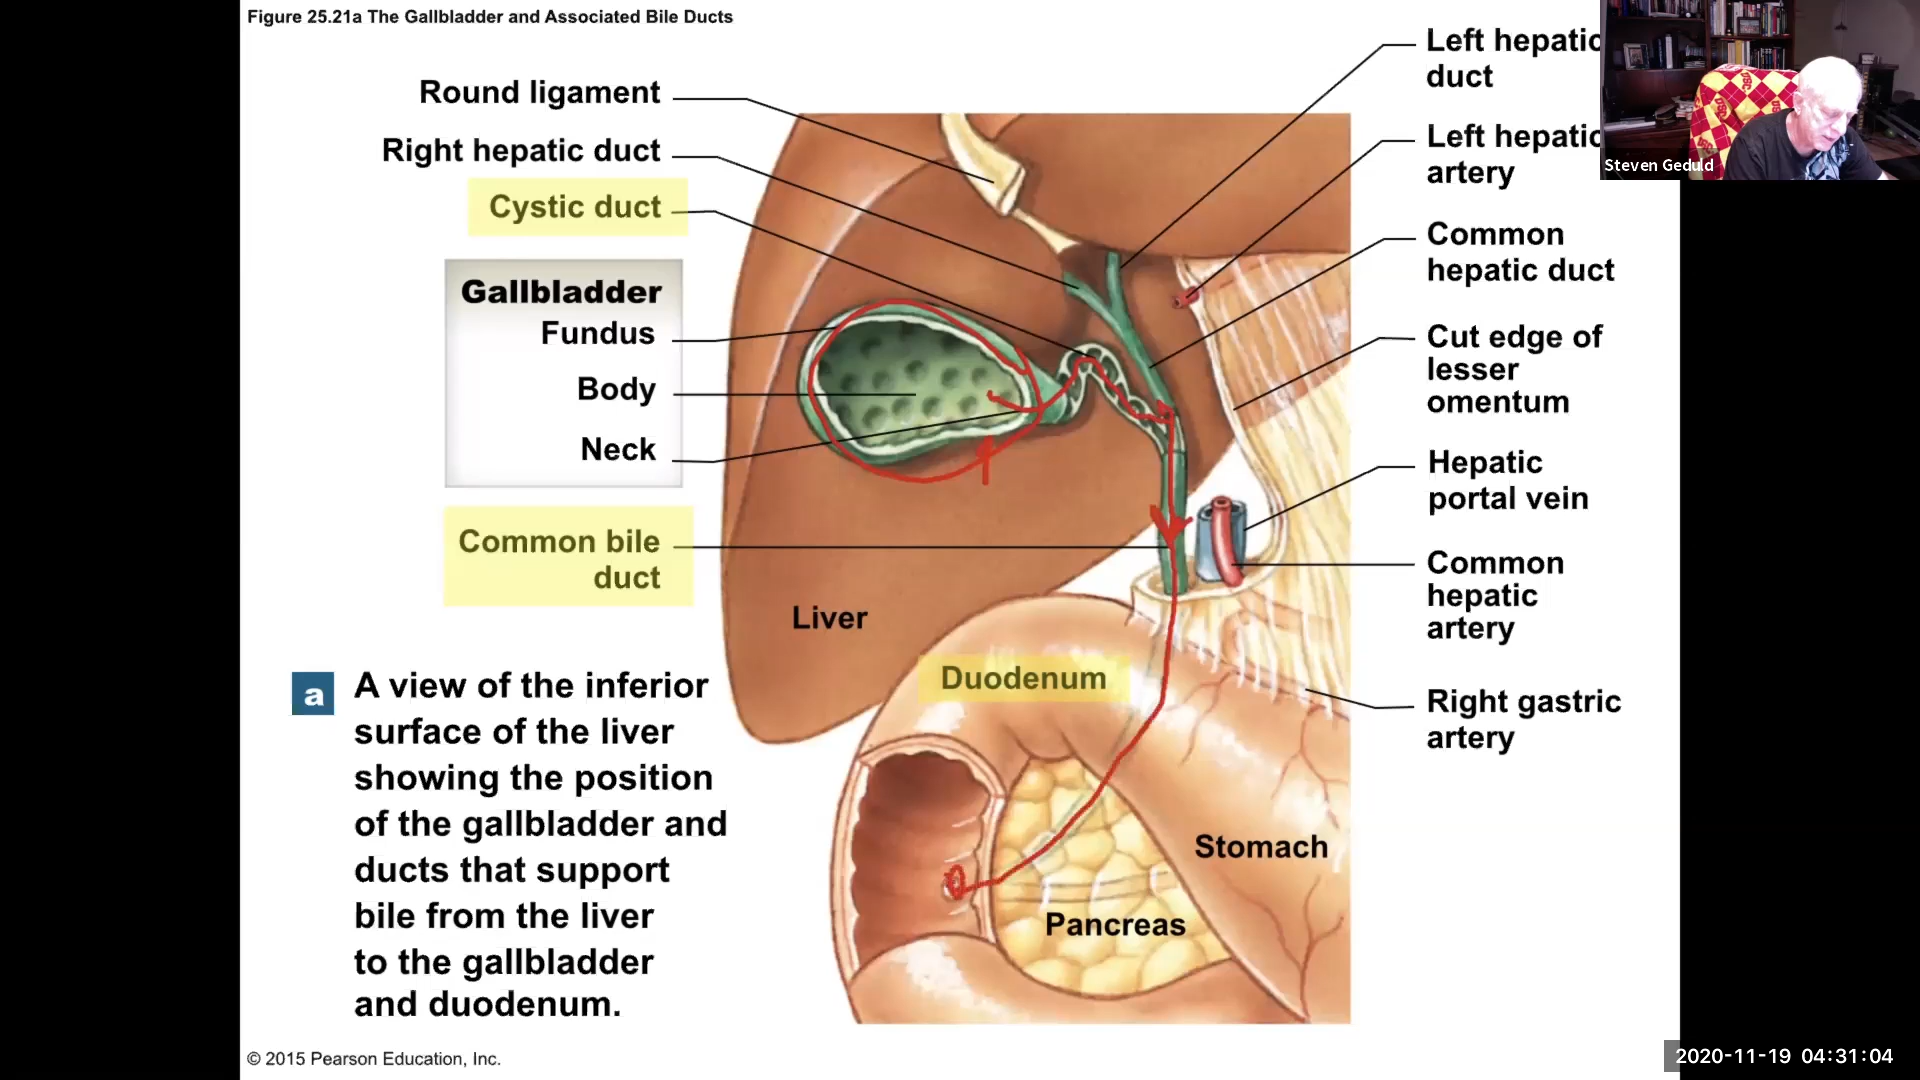 Figure 25.21a The Gallbladder and Associated Bile Ducts
Round ligament
Right hepatic duct
Cystic duct
Gallbladder
Fundus
Body
Neck
Common bile
duct
Left hepatic
duct
Left hepatic
artery
Common
hepatic duct
Cut edge of
lesser
omentum
Hepatic
portal vein
Common
hepatic
artery
Right gastric
artery
Liver
Duodenum
Stomach
Pancreas
a
A view of the inferior
surface of the liver
showing the position
of the gallbladder and
ducts that support
bile from the liver
to the gallbladder
and duodenum.
© 2015 Pearson Education, Inc.
Steven Geduld
USC
2020-11-19 04:31:04